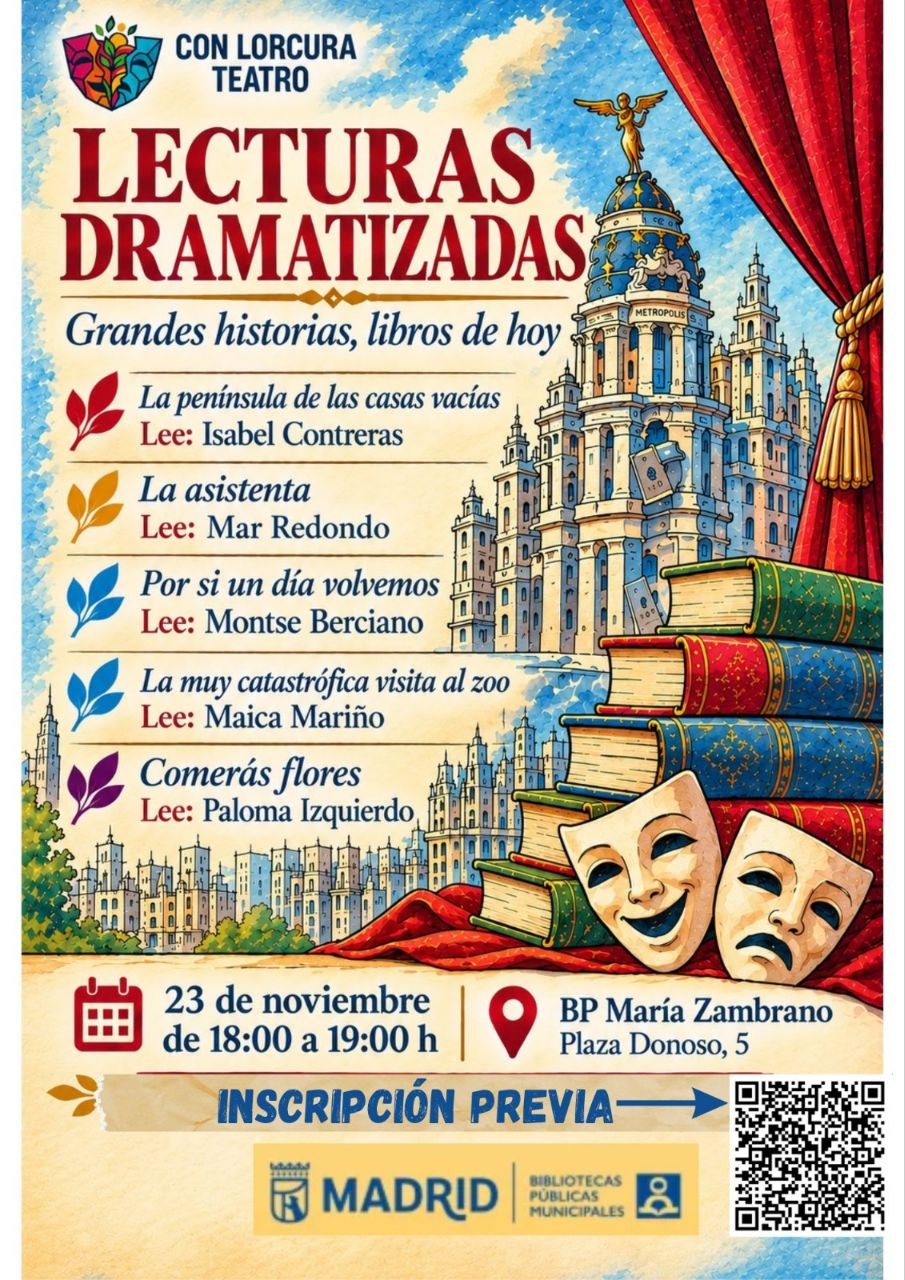 CON LORCURA
TEATRO
LECTURAS
DRAMATIZADAS
Grandes historias, libros de hoy
METROPOLIS
La península de las casas vacías
Lee: Isabel Contreras
La asistenta
Lee: Mar Redondo
Por si un día volvemos
Lee: Montse Berciano
La muy catastrófica visita al zoo
Lee: Maica Mariño
Comerás flores
Lee: Paloma Izquierdo
23 de noviembre
de 18:00 a 19:00 h
BP María Zambrano
Plaza Donoso, 5
INSCRIPCIÓN PREVIA
MADRID
BIBLIOTECAS
PÚBLICAS
MUNICIPALES